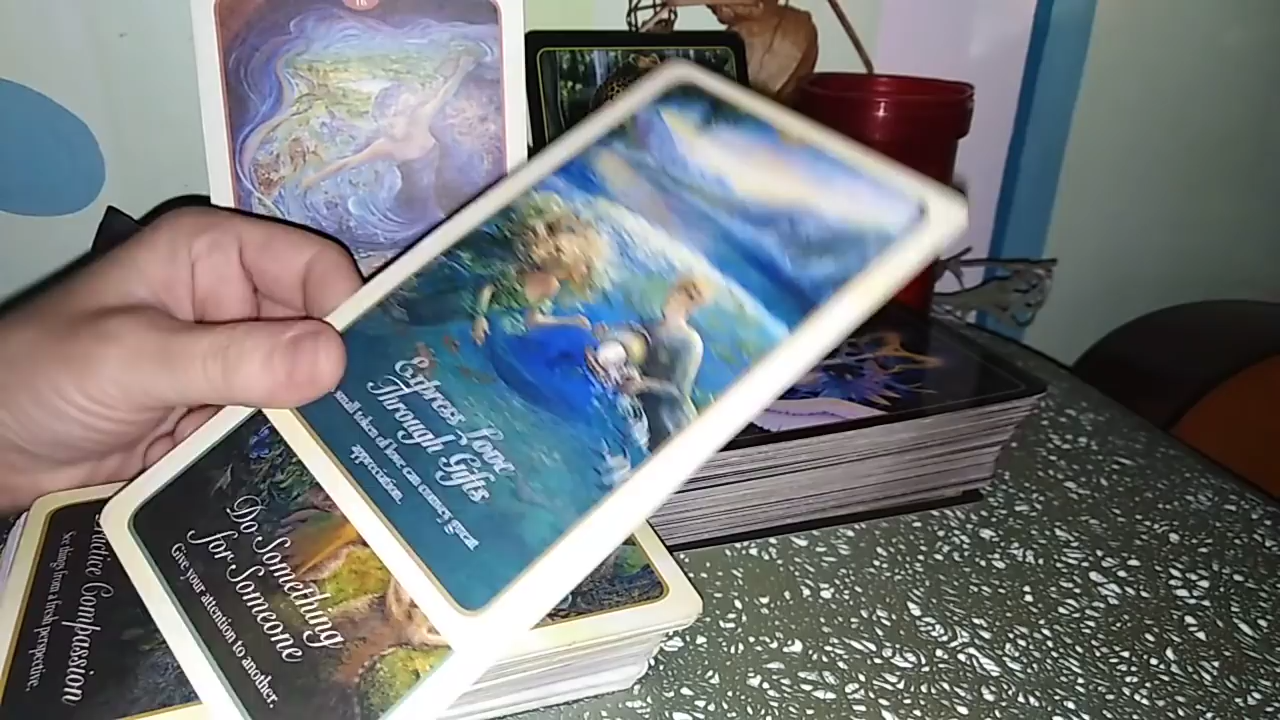 Express Love
Through Gifts
small token of love can convey great
appreciation.
Do Something
for Someone
Give your attention to another.
Practice Compassion
See things from a fresh perspective.